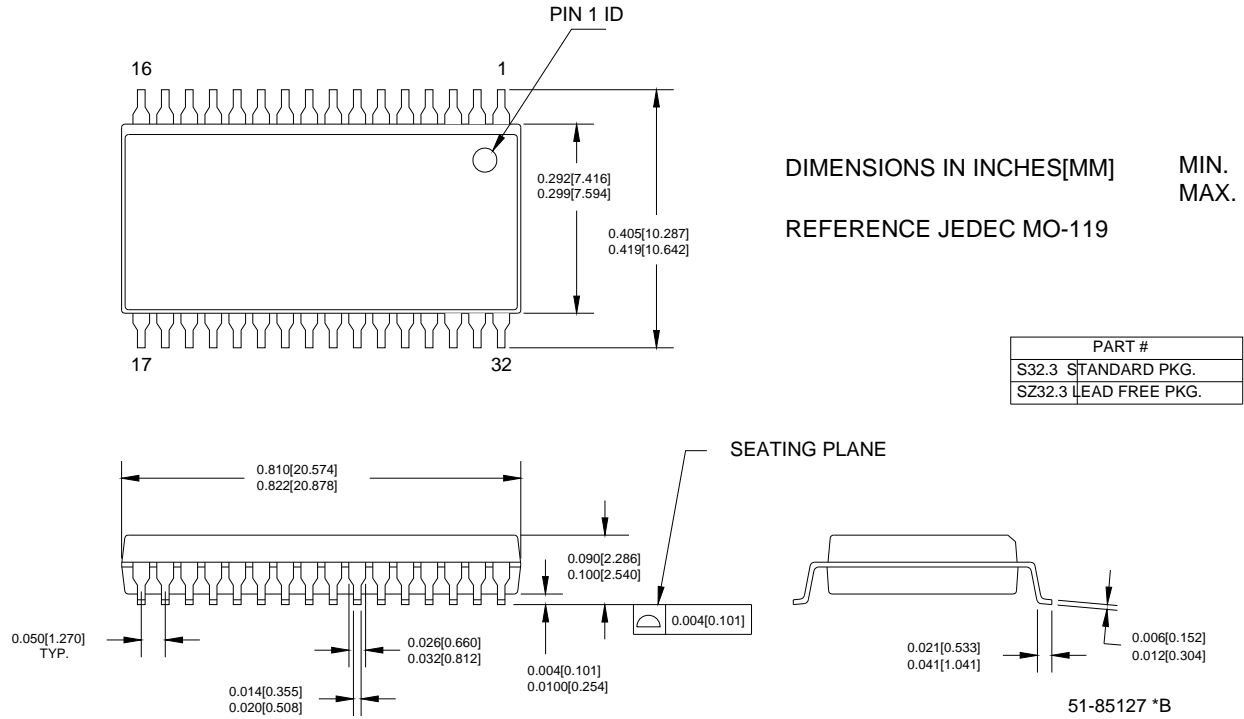 PIN 1 ID
16
1
0.292[7.416]
0.299[7.594]
0.405[10.287]
0.419[10.642]
DIMENSIONS IN INCHES[MM]
MIN.
MAX.
REFERENCE JEDEC MO-119
17
32
PART #
S32.3 STANDARD PKG.
SZ32.3 LEAD FREE PKG.
SEATING PLANE
0.810[20.574]
0.822[20.878]
0.090[2.286]
0.100[2.540]
0.004[0.101]
0.050[1.270]
TYP.
0.026[0.660]
0.032[0.812]
0.014[0.355]
0.020[0.508]
0.004[0.101]
0.0100[0.254]
0.021[0.533]
0.041[1.041]
0.006[0.152]
0.012[0.304]
51-85127 *B